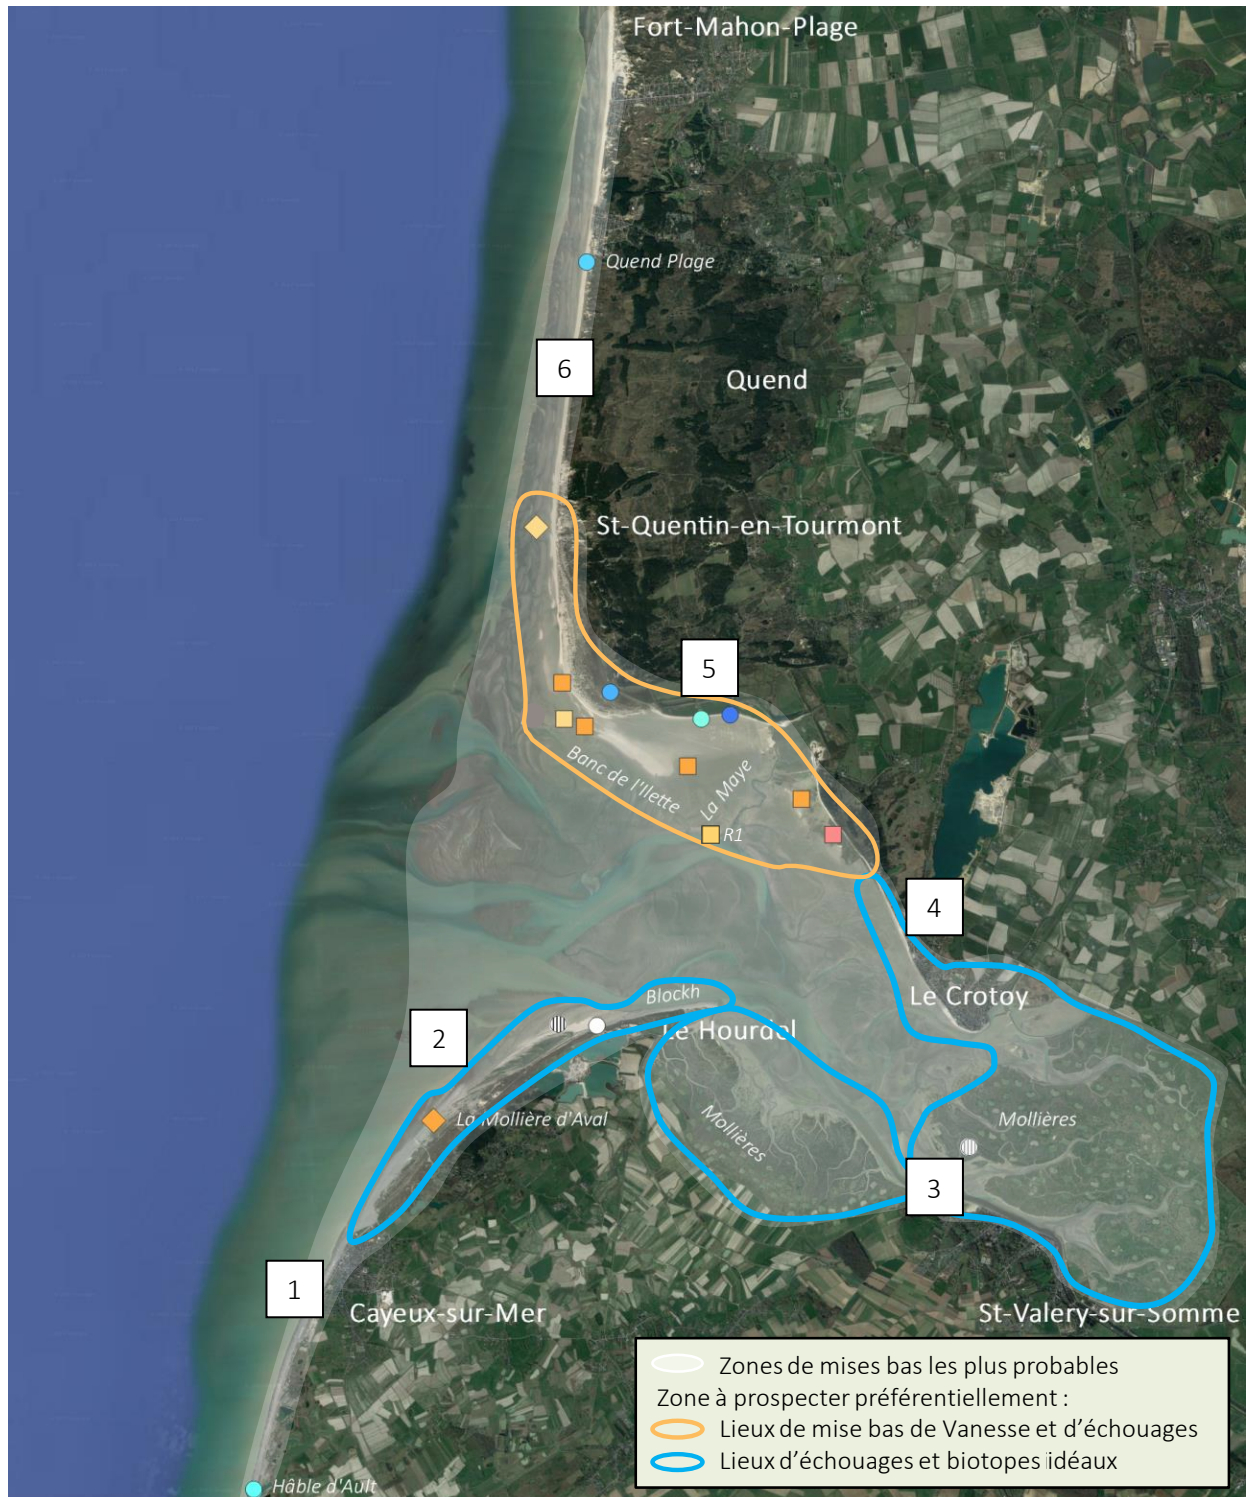 Fort-Mahon-Plage
Quend Plage
6
Quend
St-Quentin-en-Tourmont
5
Banc de l'Ilette
La Maye
R1
4
Le Crotoy
Blockh
2
Le Hourdel
La Mollière d'Aval
Mollières
Mollières
3
1
Cayeux-sur-Mer
St-Valery-sur-Somme
Zones de mises bas les plus probables
Zone à prospecter préférentiellement :
Lieux de mise bas de Vanesse et d'échouages
Lieux d'échouages et biotopes idéaux
Hâble d'Ault